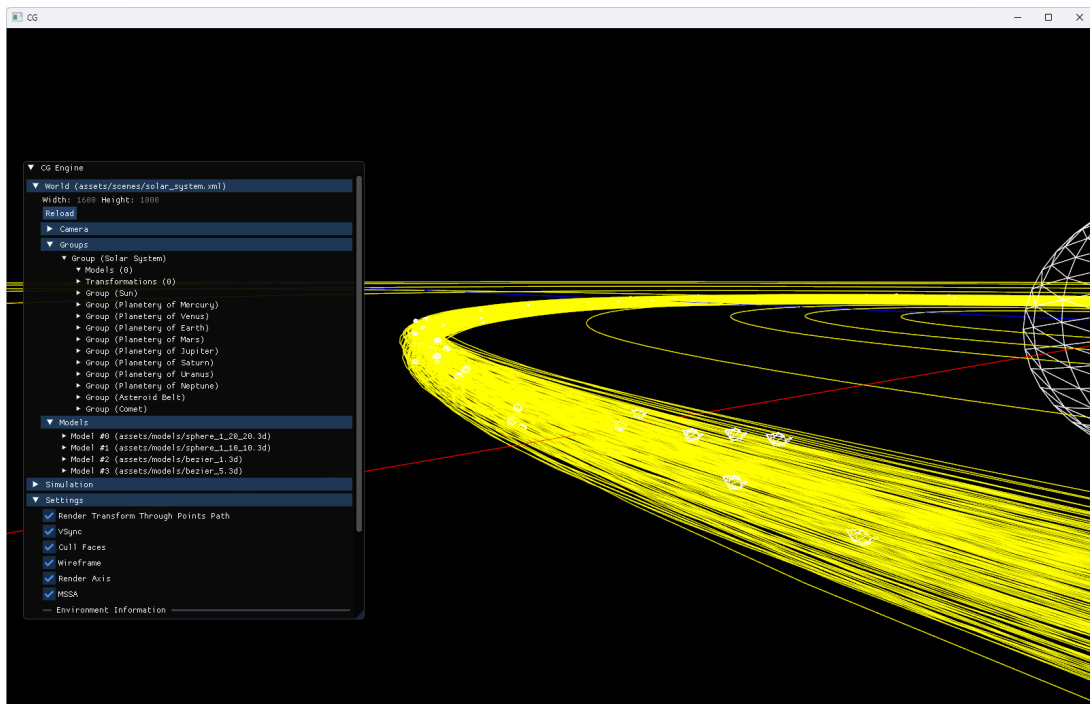 CG
CG Engine
World (assets/scenes/solar_system.xml)
Width: 1600 Height: 1000
Reload
Camera
Groups
Group (Solar System)
Models (0)
Transformations (0)
Group (Sun)
Group (Planetery of Mercury)
Group (Planetery of Venus)
Group (Planetery of Earth)
Group (Planetery of Mars)
Group (Planetery of Jupiter)
Group (Planetery of Saturn)
Group (Planetery of Uranus)
Group (Planetery of Neptune)
Group (Asteroid Belt)
Group (Comet)
Models
Model #0 (assets/models/sphere_1_20_20.3d)
Model #1 (assets/models/sphere_1_10_10.3d)
Model #2 (assets/models/bezier_1.3d)
Model #3 (assets/models/bezier_5.3d)
Simulation
Settings
Render Transform Through Points Path
VSync
Cull Faces
Wireframe
Render Axis
MSSA
Environment Information